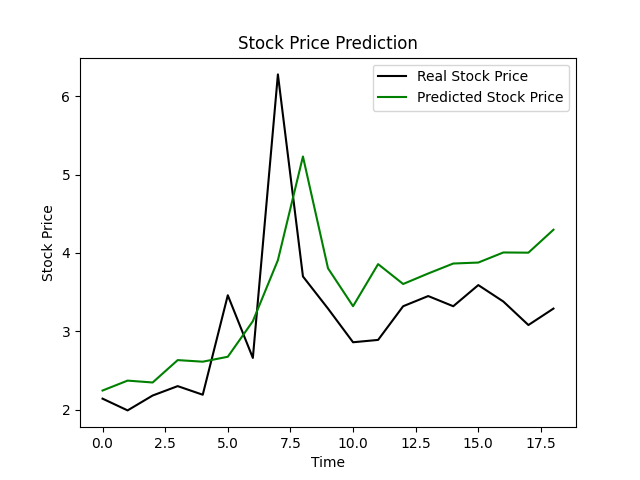 Stock Price Prediction
Real Stock Price
Predicted Stock Price
Stock Price
6
5
4
3
2
0.0 2.5 5.0 7.5 10.0 12.5 15.0 17.5
Time